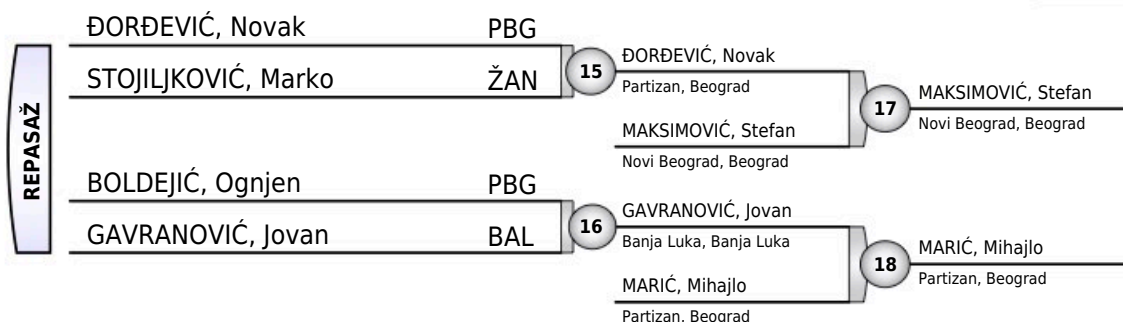 REPASAŽ
ĐORĐEVIĆ, Novak PBG
STOJILJKOVIĆ, Marko ŽAN
15
ĐORĐEVIĆ, Novak
Partizan, Beograd
MAKSIMOVIĆ, Stefan
Novi Beograd, Beograd
17
MAKSIMOVIĆ, Stefan
Novi Beograd, Beograd
BOLDEJIĆ, Ognjen PBG
GAVRANOVIĆ, Jovan BAL
16
GAVRANOVIĆ, Jovan
Banja Luka, Banja Luka
MARIĆ, Mihajlo
Partizan, Beograd
18
MARIĆ, Mihajlo
Partizan, Beograd